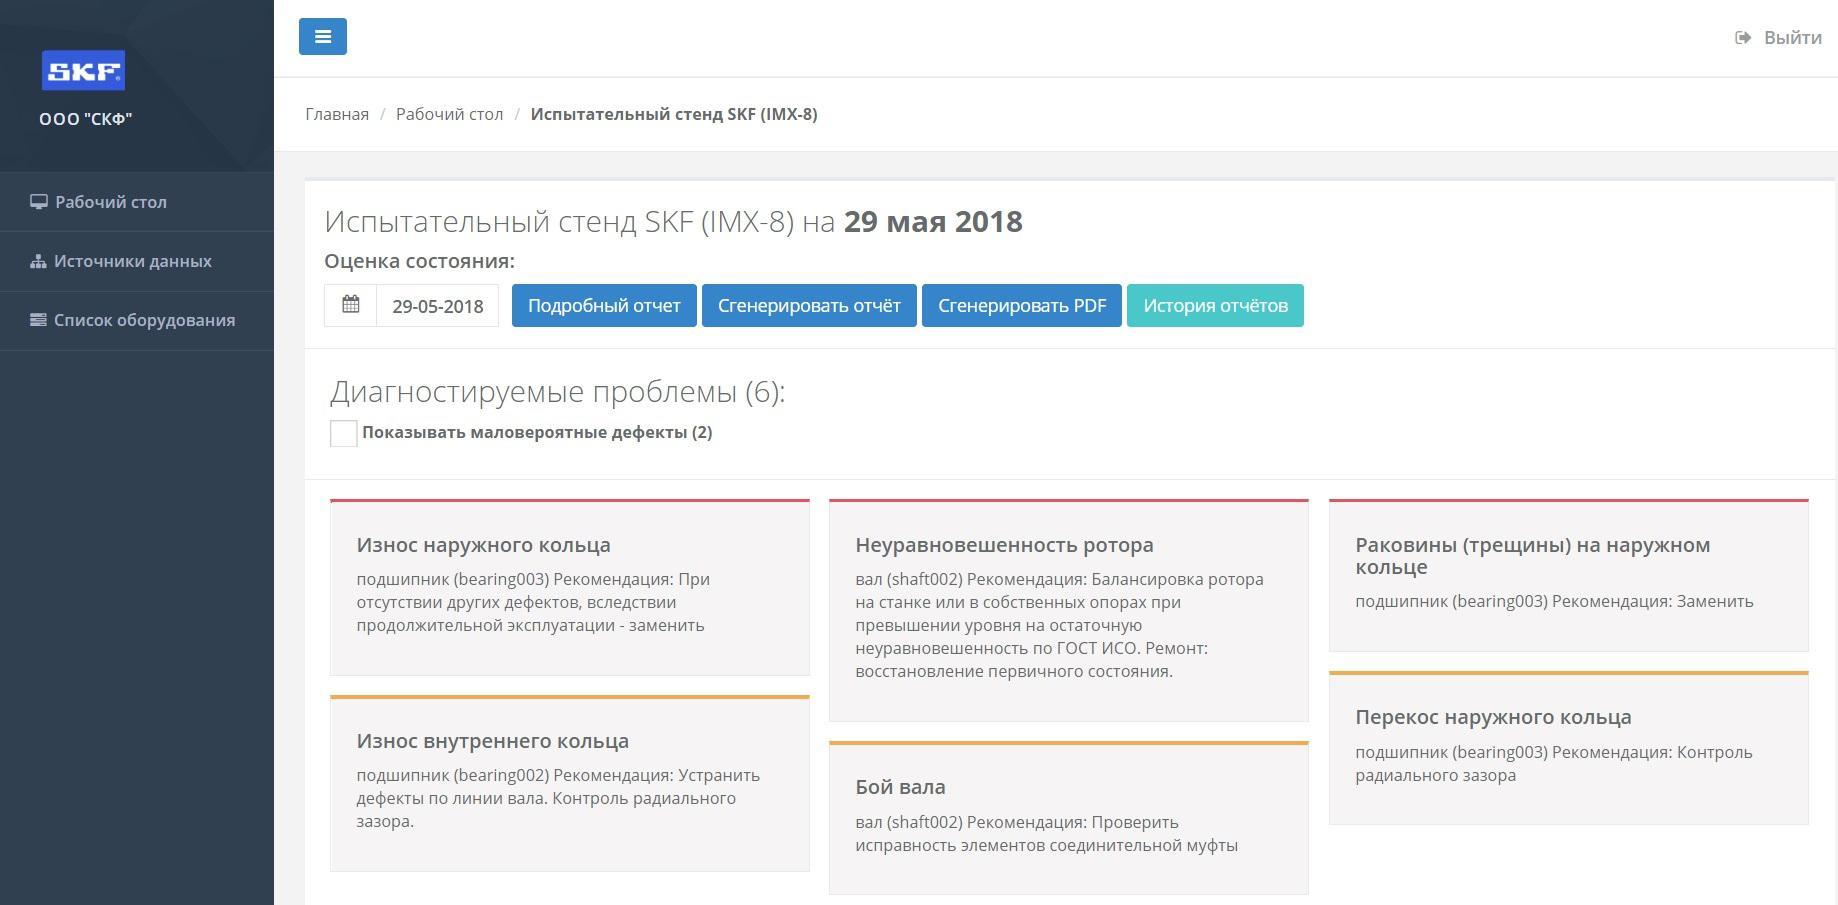 SKF
ООО "СКФ"
Рабочий стол
Источники данных
Список оборудования
Выйти
Главная / Рабочий стол / Испытательный стенд SKF (IMX-8)
Испытательный стенд SKF (IMX-8) на 29 мая 2018
Оценка состояния:
29-05-2018
Подробный отчет
Сгенерировать отчёт
Сгенерировать PDF
История отчётов
Диагностируемые проблемы (6):
Показывать маловероятные дефекты (2)
Износ наружного кольца
подшипник (bearing003) Рекомендация: При
отсутствии других дефектов, вследствии
продолжительной эксплуатации - заменить
Неуравновешенность ротора
вал (shaft002) Рекомендация: Балансировка ротора
на станке или в собственных опорах при
превышении уровня на остаточную
неуравновешенность по ГОСТ ИСО. Ремонт:
восстановление первичного состояния.
Раковины (трещины) на наружном
кольце
подшипник (bearing003) Рекомендация: Заменить
Износ внутреннего кольца
подшипник (bearing002) Рекомендация: Устранить
дефекты по линии вала. Контроль радиального
зазора.
Бой вала
вал (shaft002) Рекомендация: Проверить
исправность элементов соединительной муфты
Перекос наружного кольца
подшипник (bearing003) Рекомендация: Контроль
радиального зазора